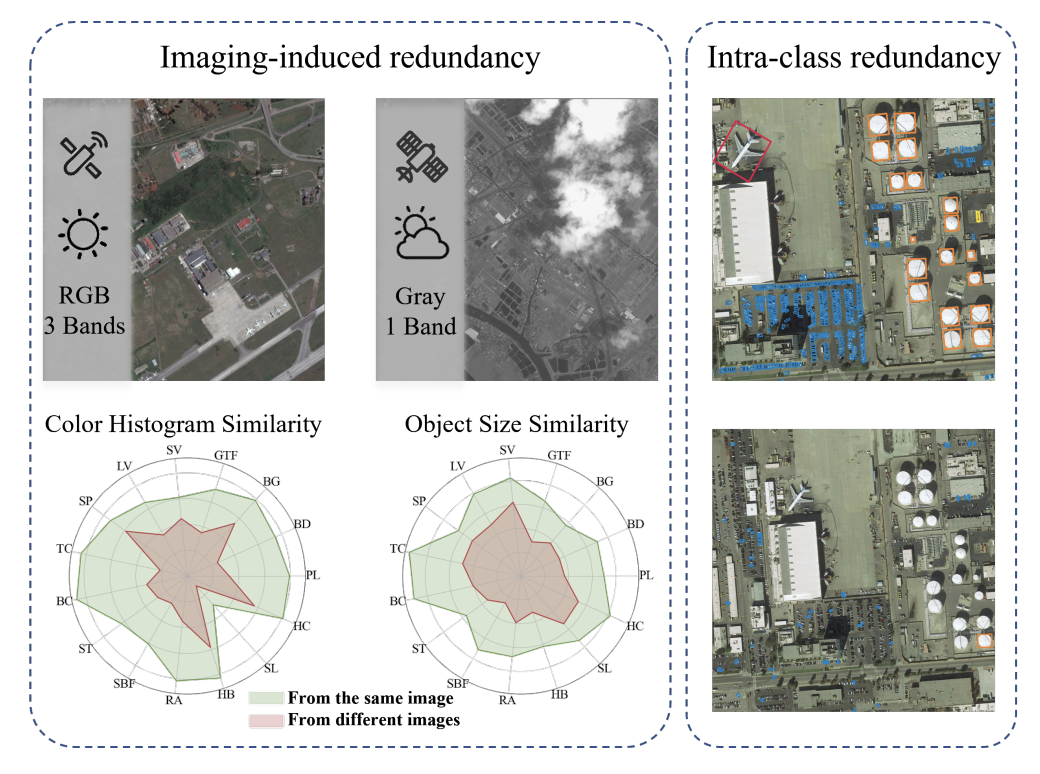 Imaging-induced redundancy
RGB
3 Bands
Gray
1 Band
Color Histogram Similarity
SV
GTF
BG
BD
PL
HC
SL
HB
RA
SBF
ST
BC
TC
SP
LV
Object Size Similarity
SV
GTF
BG
BD
PL
HC
SL
HB
RA
SBF
ST
BC
TC
SP
LV
From the same image
From different images
Intra-class redundancy